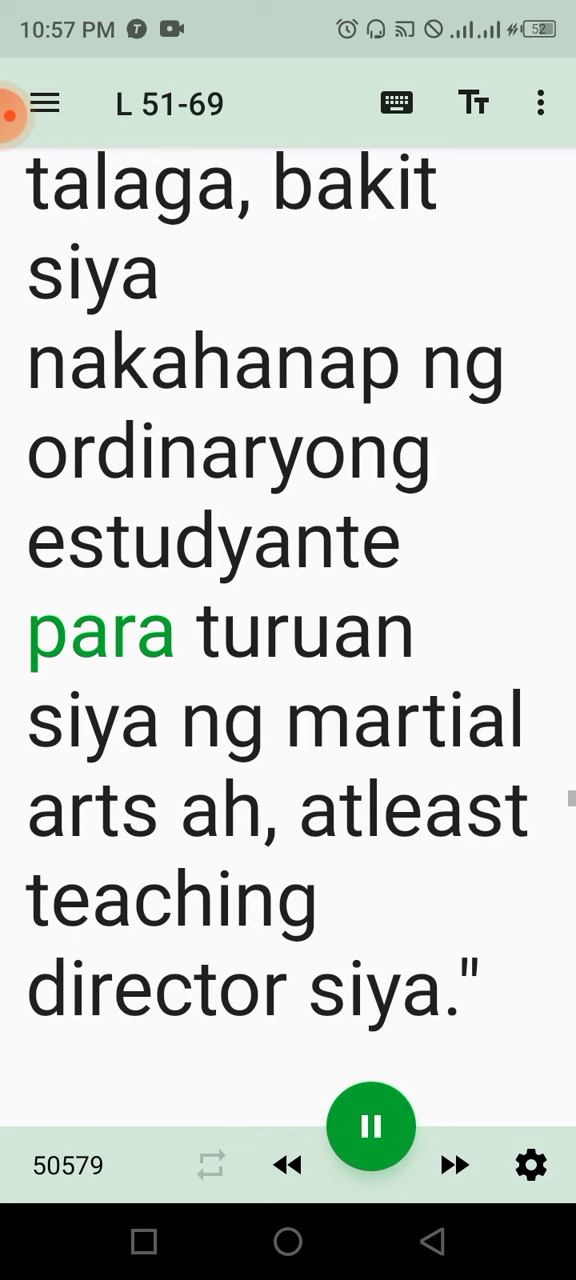 10:57 PM 52
L 51-69
talaga, bakit
siya
nakahanap ng
ordinaryong
estudyante
para turuan
siya ng martial
arts ah, atleast
teaching
director siya."
50579